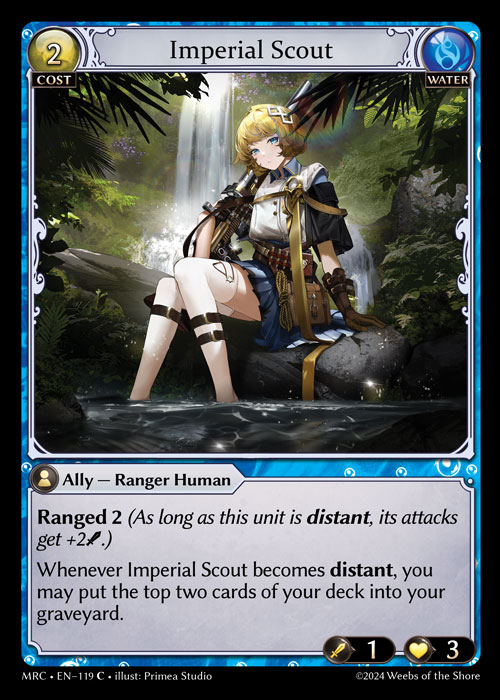 2
Imperial Scout
COST
WATER
Ally — Ranger Human
Ranged 2 (As long as this unit is distant, its attacks
get +2.)
Whenever Imperial Scout becomes distant, you
may put the top two cards of your deck into your
graveyard.
1
3
MRC • EN–119 C • illust: Primea Studio
©2024 Weebs of the Shore